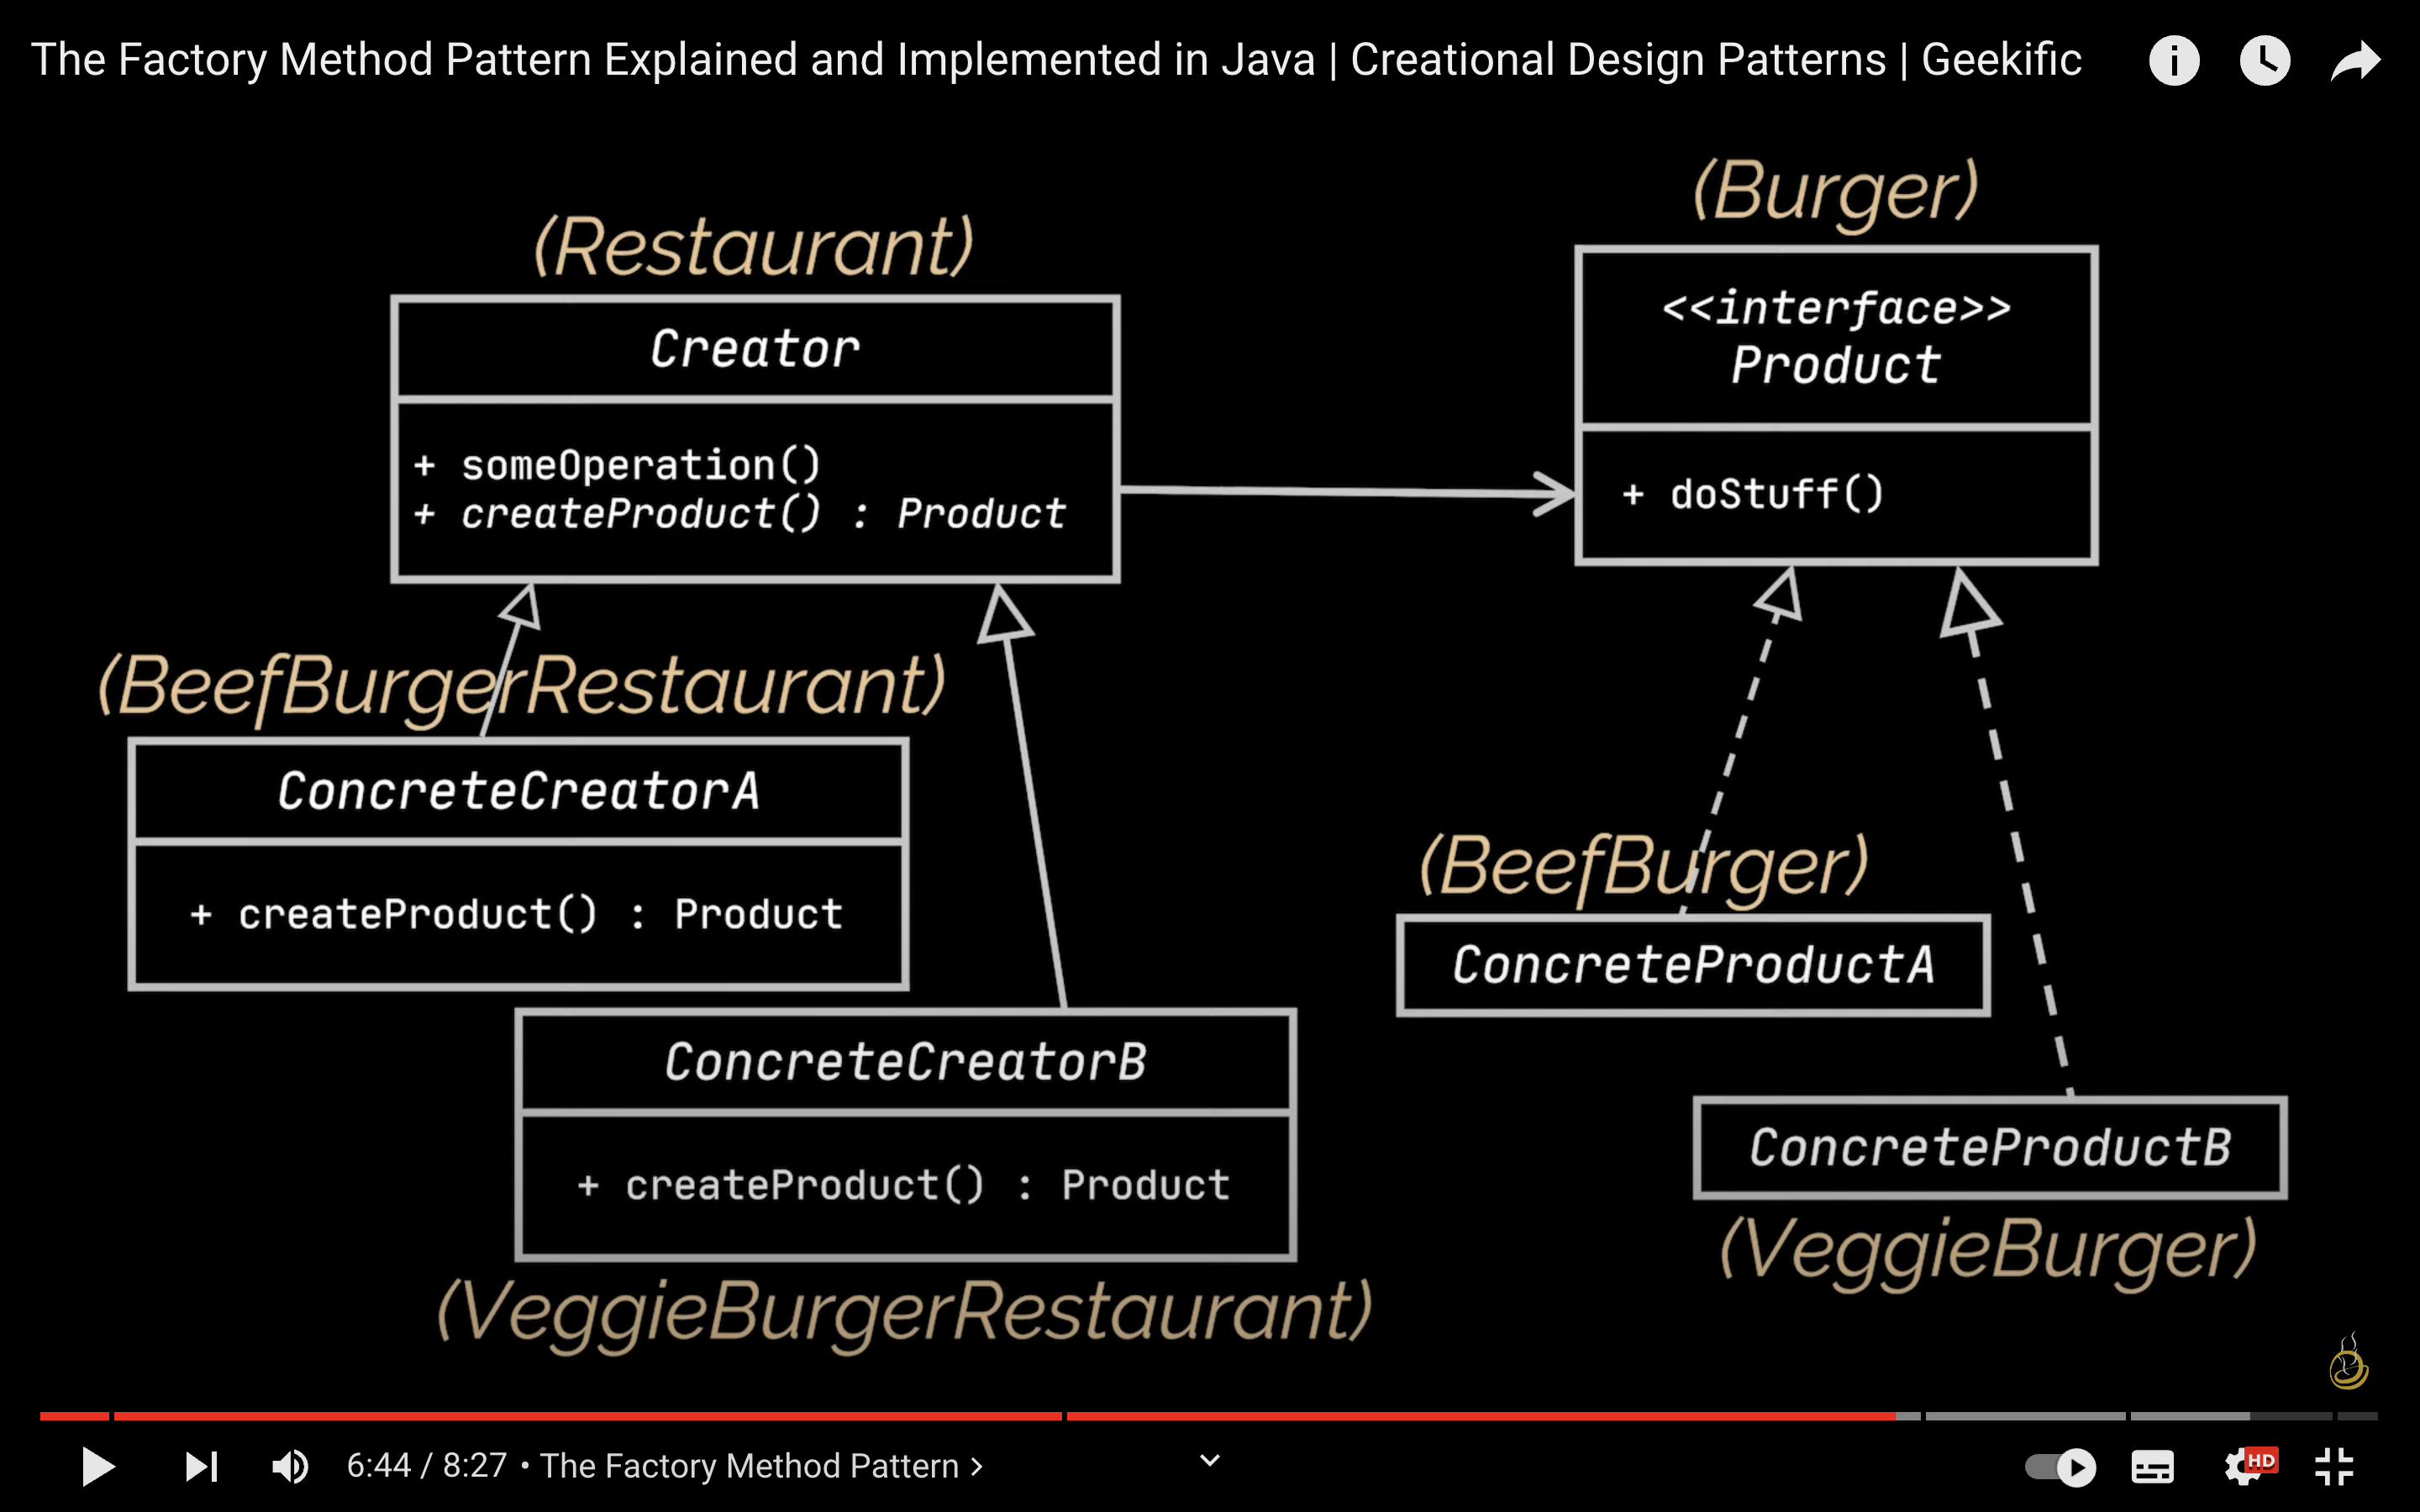 The Factory Method Pattern Explained and Implemented in Java | Creational Design Patterns | Geekific
(Restaurant)
Creator
+ someOperation()
+ createProduct() : Product
(Burger)
<<interface>>
Product
+ doStuff()
(BeefBurgerRestaurant)
ConcreteCreatorA
+ createProduct() : Product
ConcreteCreatorB
+ createProduct() : Product
(VeggieBurgerRestaurant)
(BeefBurger)
ConcreteProductA
ConcreteProductB
(VeggieBurger)
6:44 / 8:27 • The Factory Method Pattern >
HD